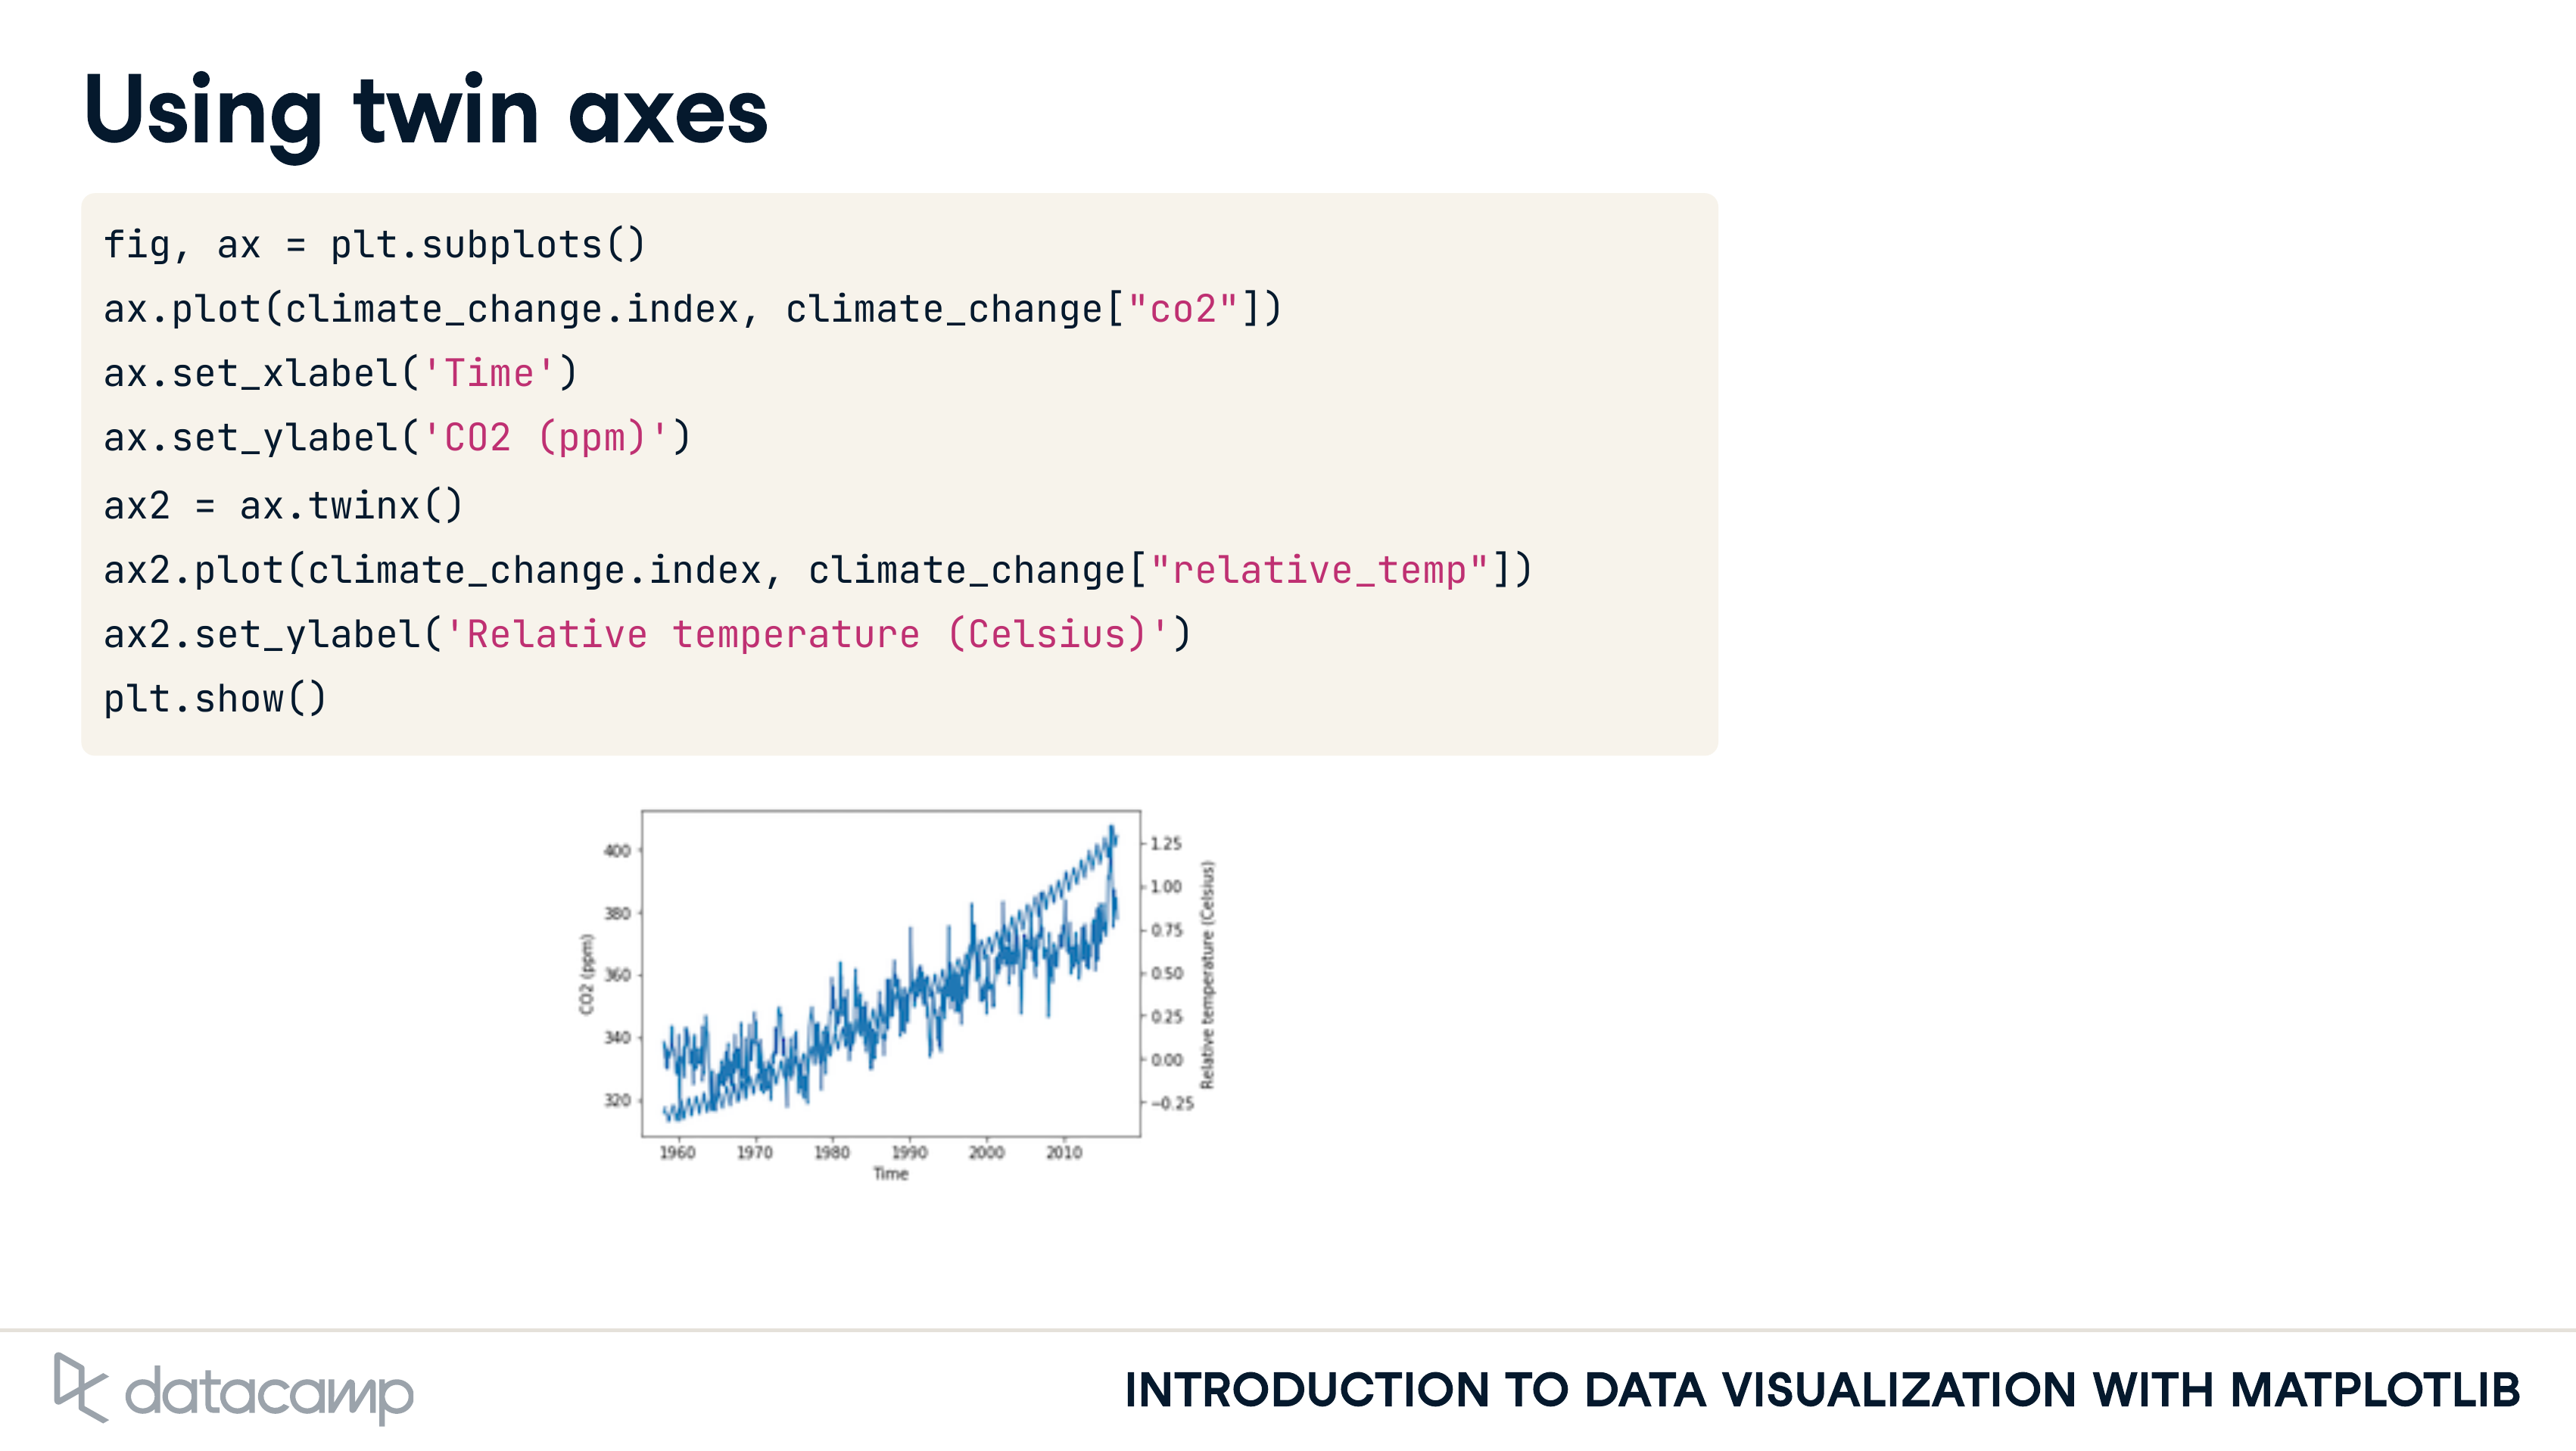 Using twin axes
fig, ax = plt.subplots()
ax.plot(climate_change.index, climate_change["co2"])
ax.set_xlabel('Time')
ax.set_ylabel('CO2 (ppm)')
ax2 = ax.twinx()
ax2.plot(climate_change.index, climate_change["relative_temp"])
ax2.set_ylabel('Relative temperature (Celsius)')
plt.show()
CO2 (ppm)
400
380
360
340
320
1.25
1.00
0.75
0.50
0.25
0.00
−0.25
Relative temperature (Celsius)
1960 1970 1980 1990 2000 2010
Time
datacamp
INTRODUCTION TO DATA VISUALIZATION WITH MATPLOTLIB